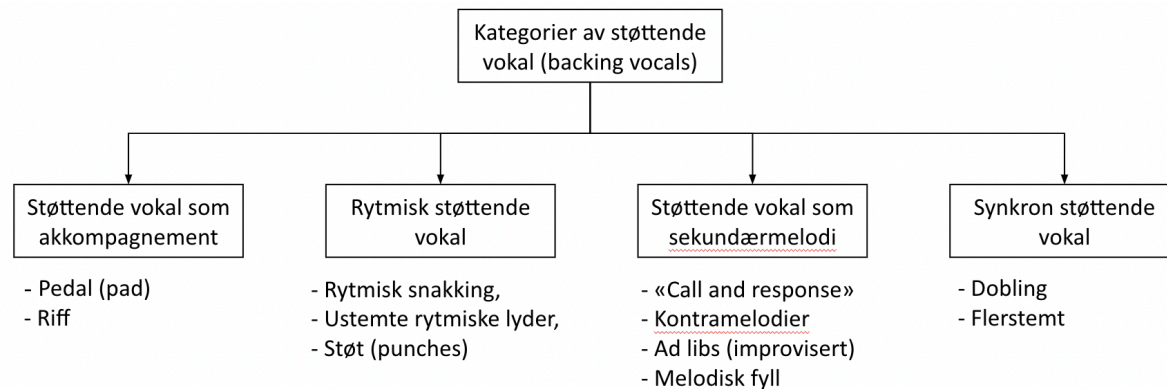 Kategorier av støttende
vokal (backing vocals)
Støttende vokal som
akkompagnement
- Pedal (pad)
- Riff
Rytmisk støttende
vokal
- Rytmisk snakking,
- Ustemte rytmiske lyder,
- Støt (punches)
Støttende vokal som
sekundærmelodi
- «Call and response»
- Kontramelodier
- Ad libs (improvisert)
- Melodisk fyll
Synkron støttende
vokal
- Dobling
- Flerstemt